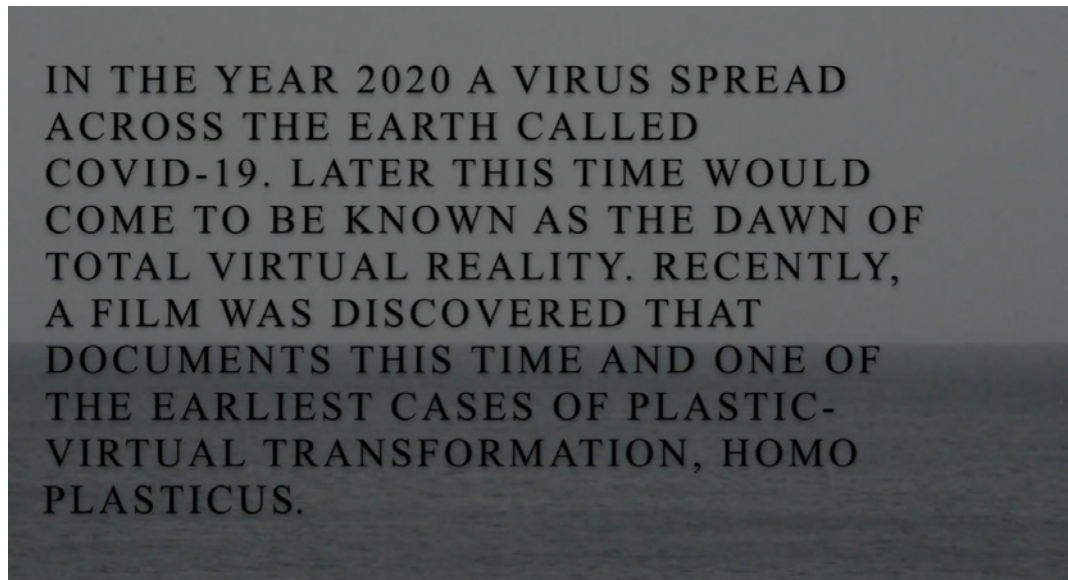 IN THE YEAR 2020 A VIRUS SPREAD
ACROSS THE EARTH CALLED
COVID-19. LATER THIS TIME WOULD
COME TO BE KNOWN AS THE DAWN OF
TOTAL VIRTUAL REALITY. RECENTLY,
A FILM WAS DISCOVERED THAT
DOCUMENTS THIS TIME AND ONE OF
THE EARLIEST CASES OF PLASTIC-
VIRTUAL TRANSFORMATION, HOMO
PLASTICUS.